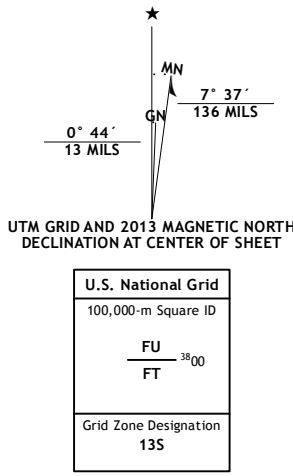 ★
MN
GN
7° 37´
136 MILS
0° 44´
13 MILS
UTM GRID AND 2013 MAGNETIC NORTH
DECLINATION AT CENTER OF SHEET
U.S. National Grid
100,000-m Square ID
FU
3800
FT
Grid Zone Designation
13S